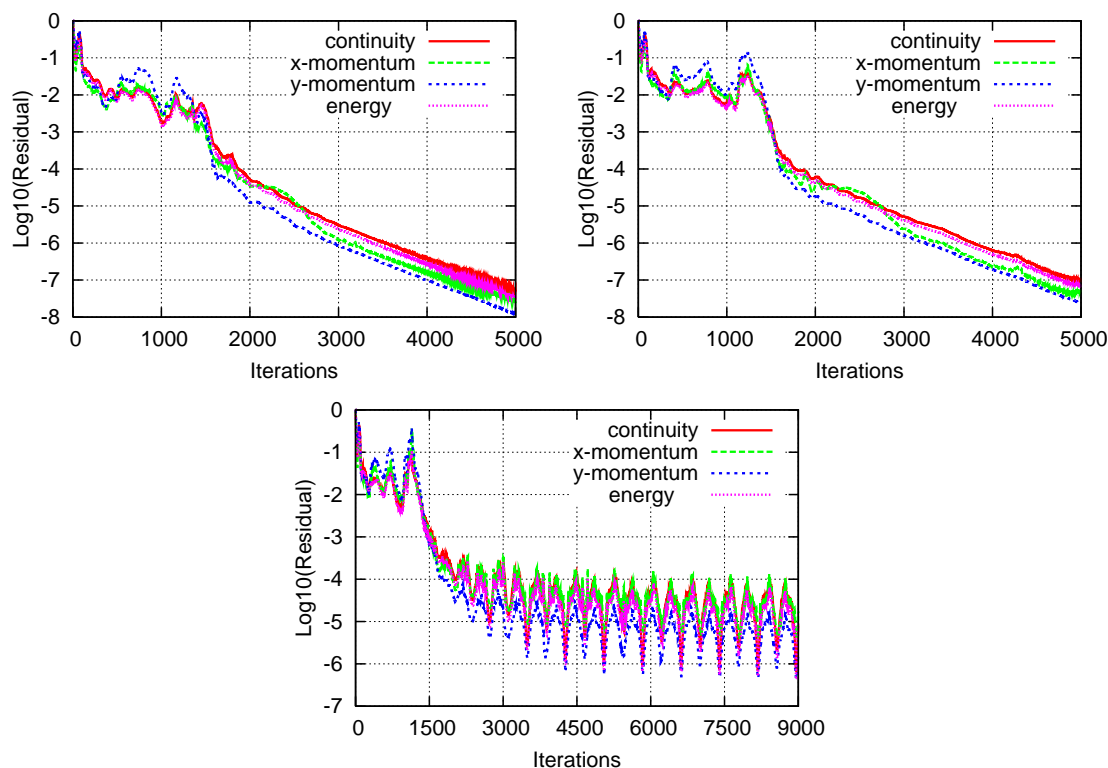 0
-1
-2
-3
-4
-5
-6
-7
-8
0 1000 2000 3000 4000 5000
Log10(Residual)
Iterations
continuity
x-momentum
y-momentum
energy
0
-1
-2
-3
-4
-5
-6
-7
-8
0 1000 2000 3000 4000 5000
Log10(Residual)
Iterations
continuity
x-momentum
y-momentum
energy
0
-1
-2
-3
-4
-5
-6
-7
0 1500 3000 4500 6000 7500 9000
Log10(Residual)
Iterations
continuity
x-momentum
y-momentum
energy